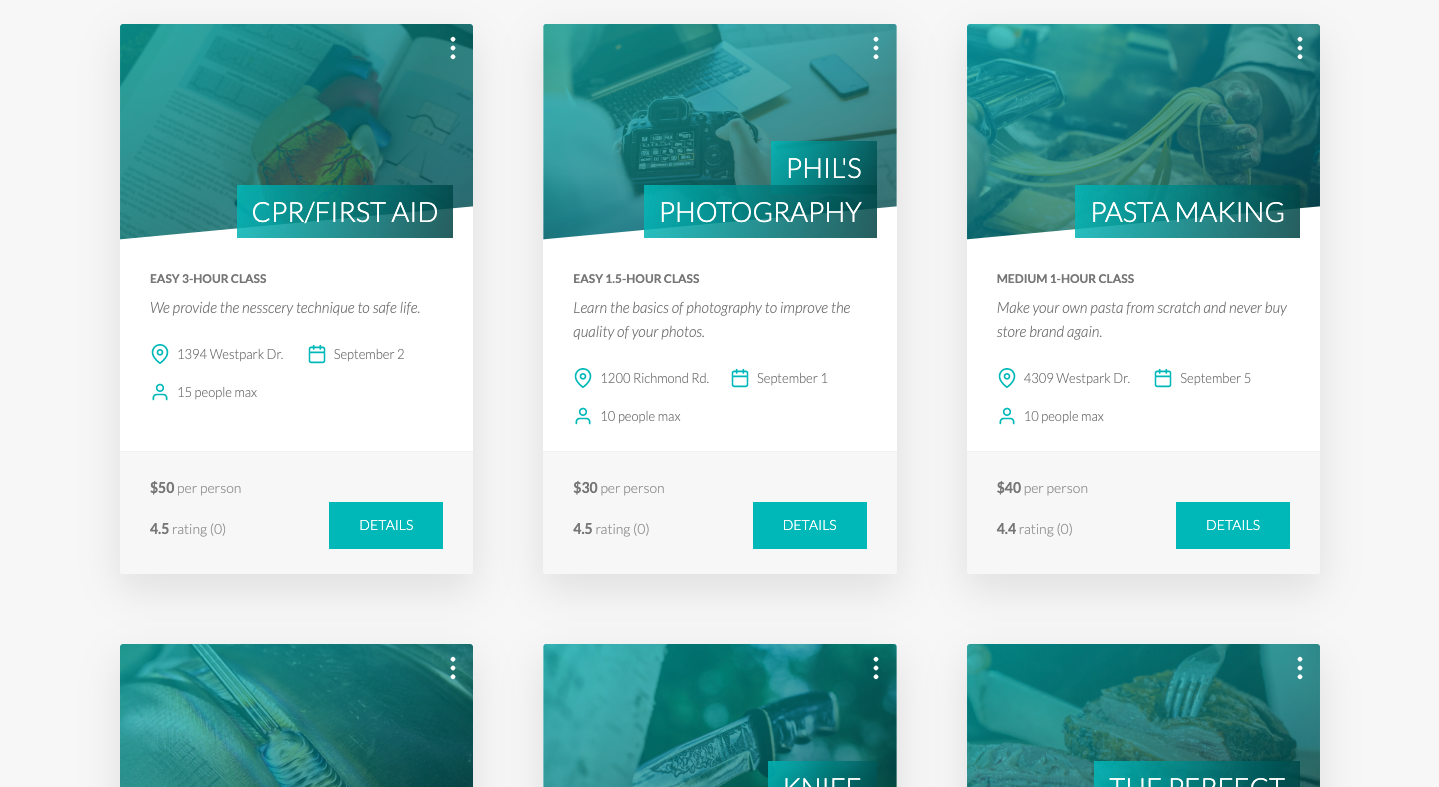 CPR/FIRST AID
EASY 3-HOUR CLASS
We provide the nesscery technique to safe life.
1394 Westpark Dr.
September 2
15 people max
$50 per person
4.5 rating (0)
DETAILS
PHIL'S
PHOTOGRAPHY
EASY 1.5-HOUR CLASS
Learn the basics of photography to improve the
quality of your photos.
1200 Richmond Rd.
September 1
10 people max
$30 per person
4.5 rating (0)
DETAILS
PASTA MAKING
MEDIUM 1-HOUR CLASS
Make your own pasta from scratch and never buy
store brand again.
4309 Westpark Dr.
September 5
10 people max
$40 per person
4.4 rating (0)
DETAILS
KNIFE
THE PERFECT